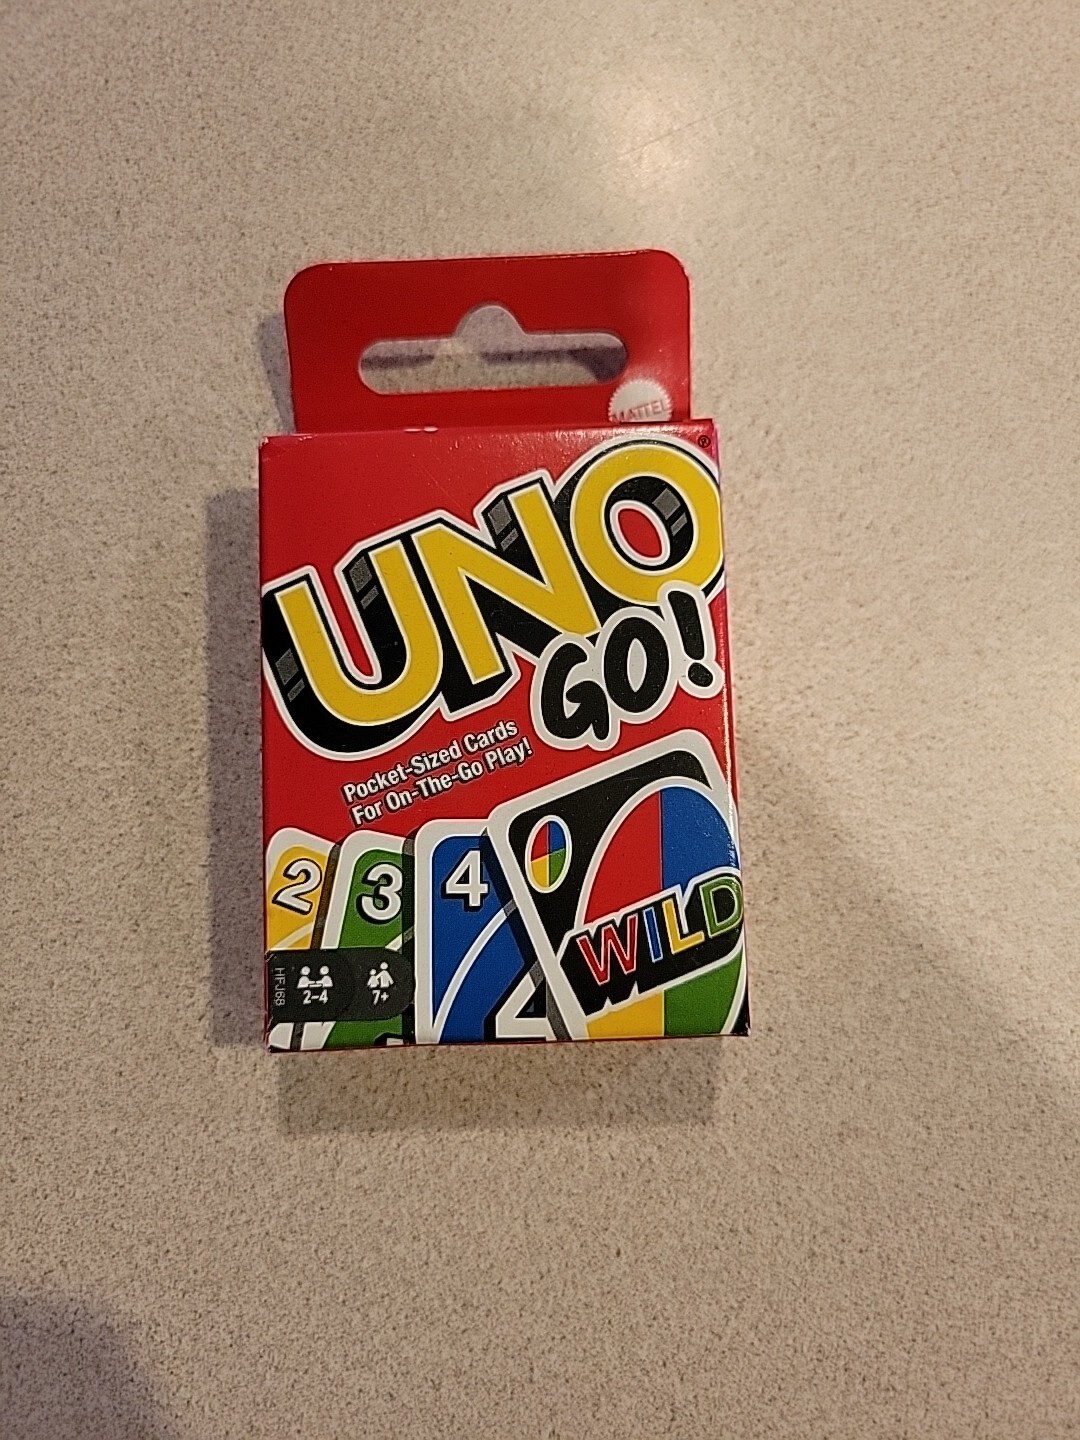 MATTEL
UNO®
GO!
Pocket-Sized Cards
For On-The-Go Play!
2
3
4
WILD
HFJ68
2-4
7+